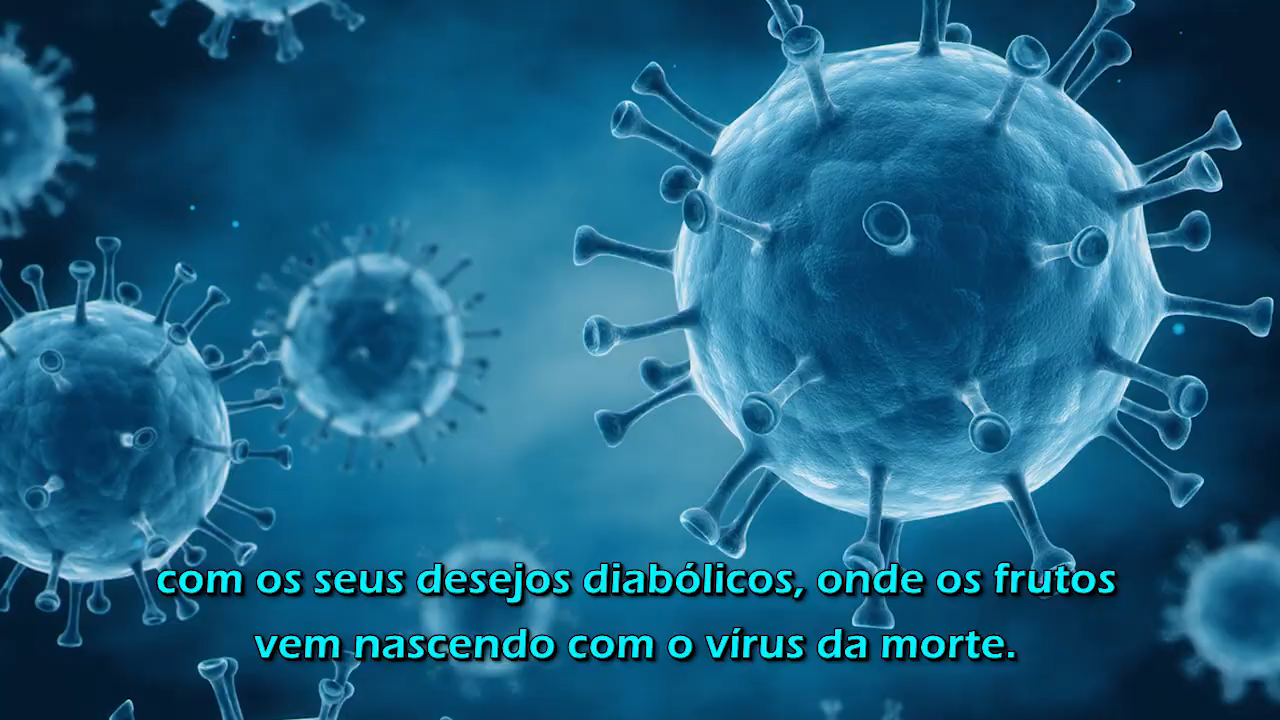 com os seus desejos diabólicos, onde os frutos
vem nascendo com o vírus da morte.